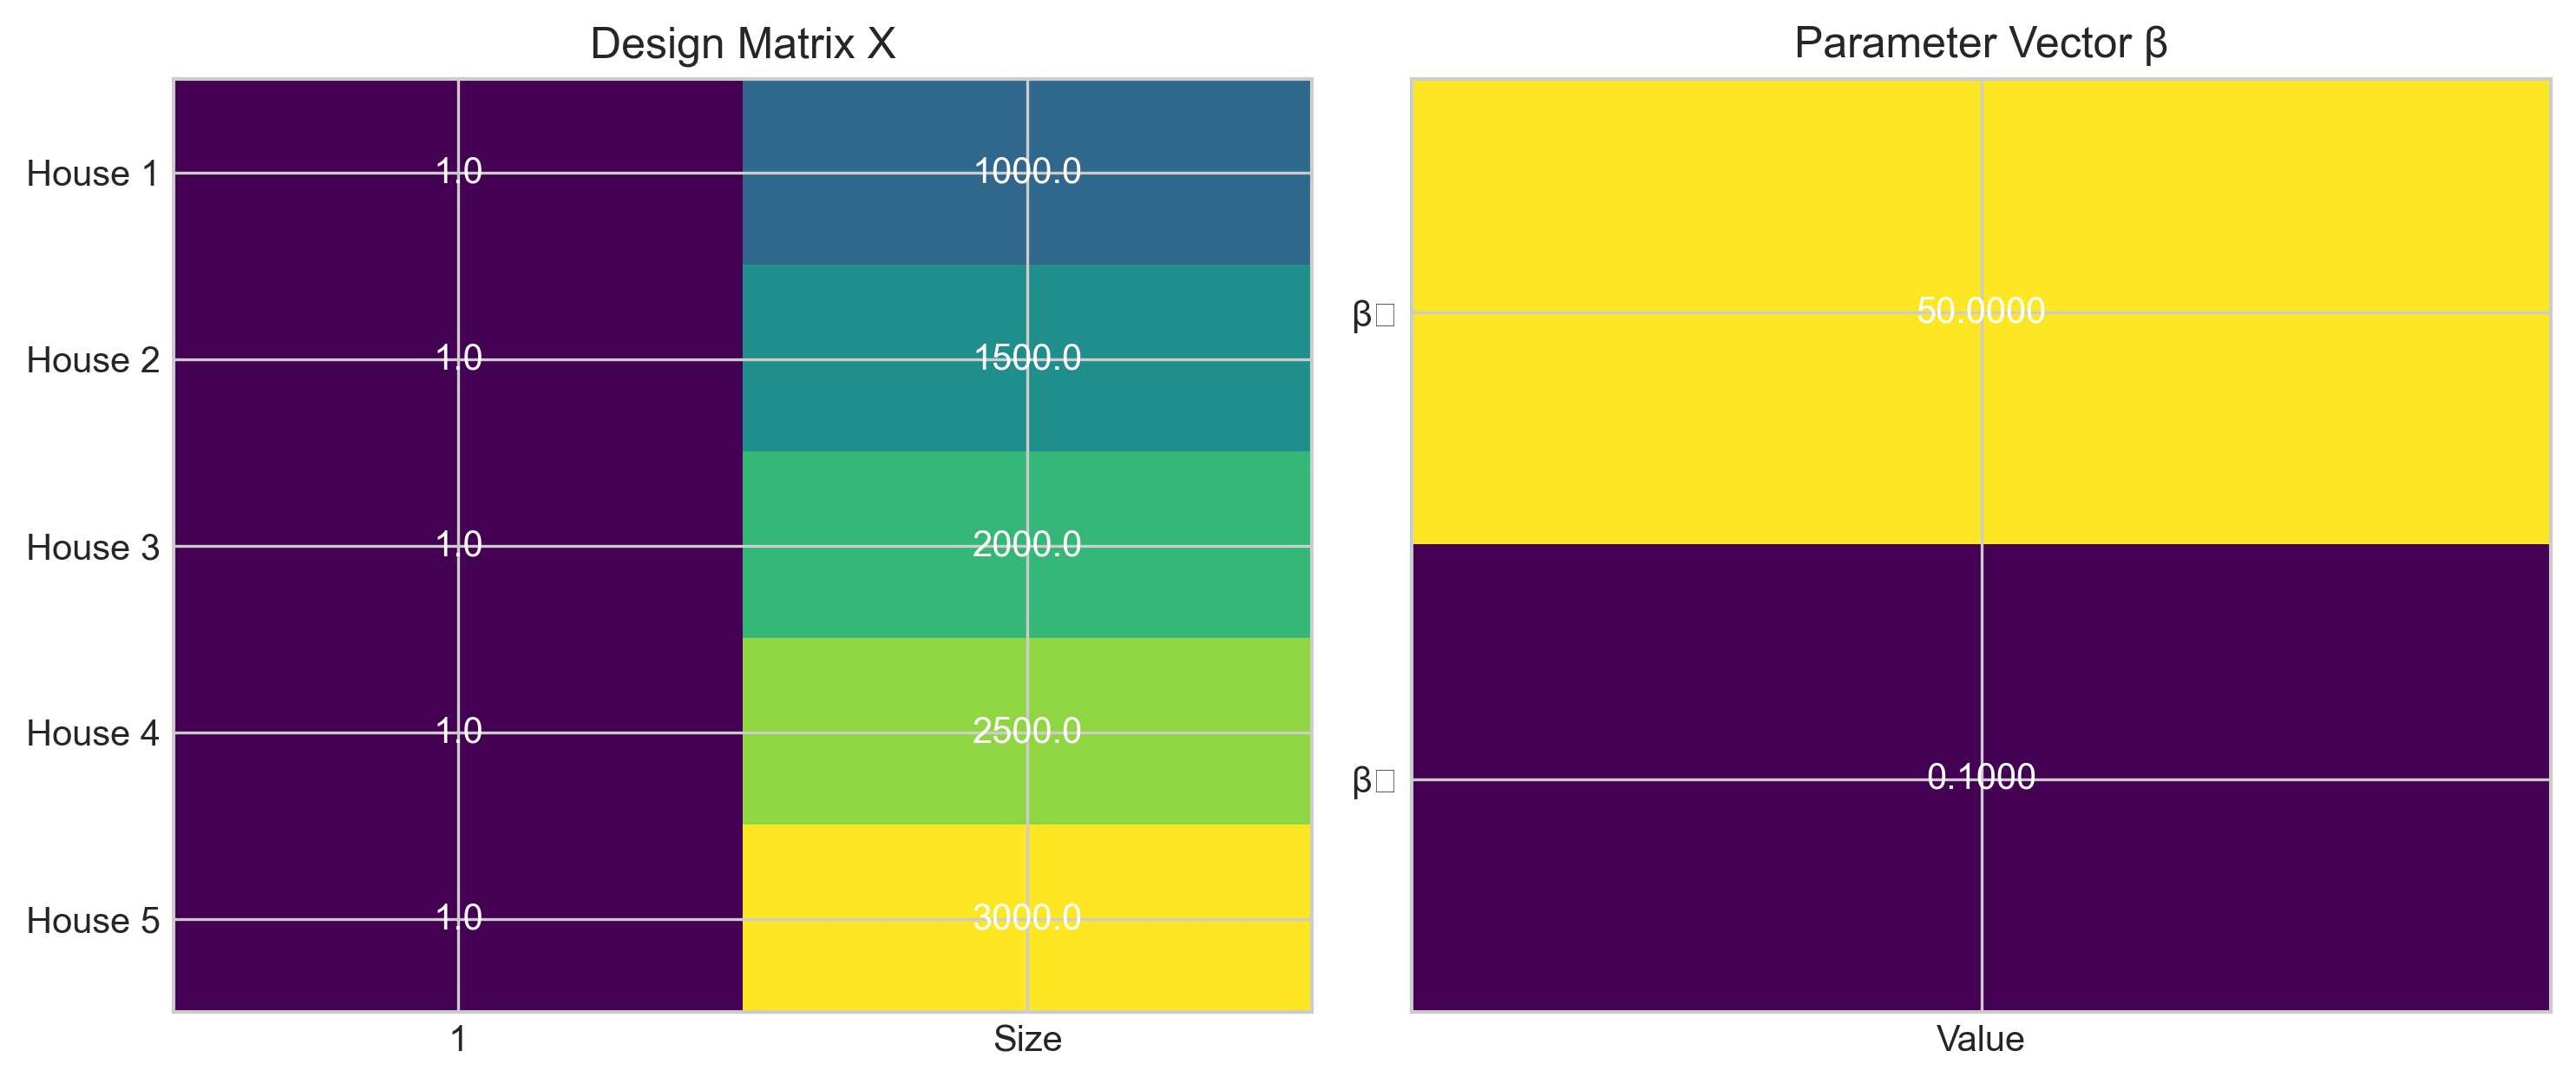 Design Matrix X
House 1 1.0 1000.0
House 2 1.0 1500.0
House 3 1.0 2000.0
House 4 1.0 2500.0
House 5 1.0 3000.0
1 Size
Parameter Vector β
β□ 50.0000
β□ 0.1000
Value